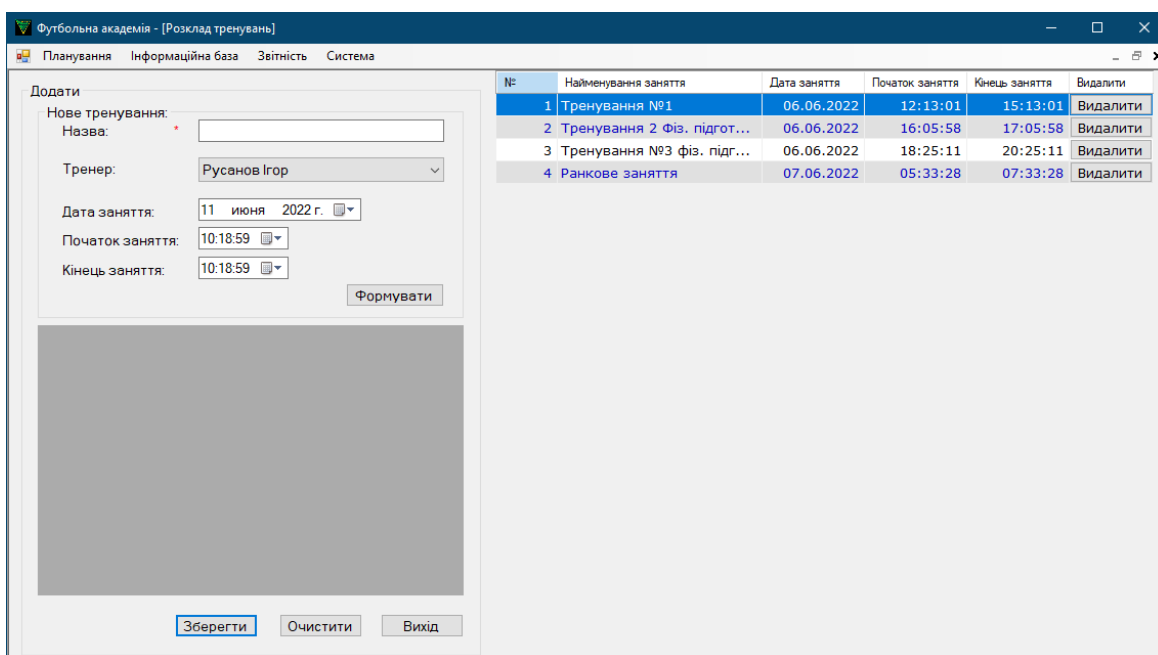 Футбольна академія - [Розклад тренувань]
Планування Інформаційна база Звітність Система
Додати
Нове тренування:
Назва: *
Тренер: Русанов Ігор
Дата заняття: 11 июня 2022 г.
Початок заняття: 10:18:59
Кінець заняття: 10:18:59
Формувати
Зберегти Очистити Вихід
№ Найменування заняття Дата заняття Початок заняття Кінець заняття Видалити
1 Тренування №1 06.06.2022 12:13:01 15:13:01 Видалити
2 Тренування 2 Фіз. підгот... 06.06.2022 16:05:58 17:05:58 Видалити
3 Тренування №3 фіз. підг... 06.06.2022 18:25:11 20:25:11 Видалити
4 Ранкове заняття 07.06.2022 05:33:28 07:33:28 Видалити